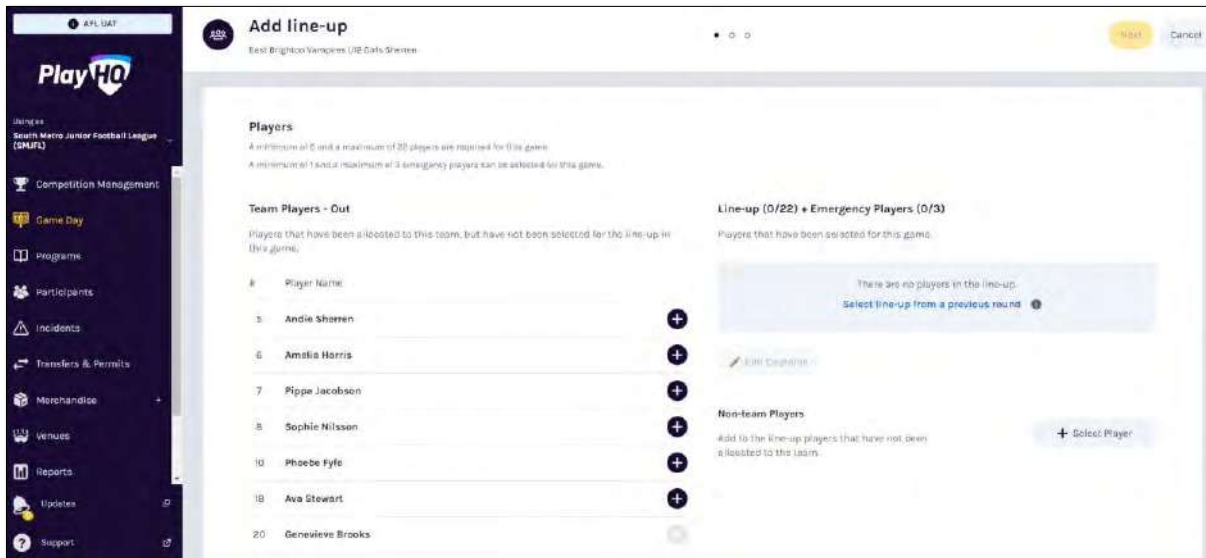 AFL UAT
PlayHQ
Using as
South Metro Junior Football League
(SMJFL)
Competition Management
Game Day
Programs
Participants
Incidents
Transfers & Permits
Merchandise +
Venues
Reports
Updates
Support
Add line-up
East Brighton Vampires U12 Girls Sherren
Next
Cancel
Players
A minimum of 6 and a maximum of 22 players are required for this game.
A minimum of 1 and a maximum of 3 emergency players can be selected for this game.
Team Players - Out
Players that have been allocated to this team, but have not been selected for the line-up in
this game.
# Player Name
5 Andie Sherren
6 Amelia Harris
7 Pippa Jacobson
8 Sophie Nilsson
10 Phoebe Fyfe
18 Ava Stewart
20 Genevieve Brooks
Line-up (0/22) + Emergency Players (0/3)
Players that have been selected for this game.
There are no players in the line-up.
Select line-up from a previous round
Edit Captains
Non-team Players
Add to the line-up players that have not been
allocated to the team.
+ Select Player